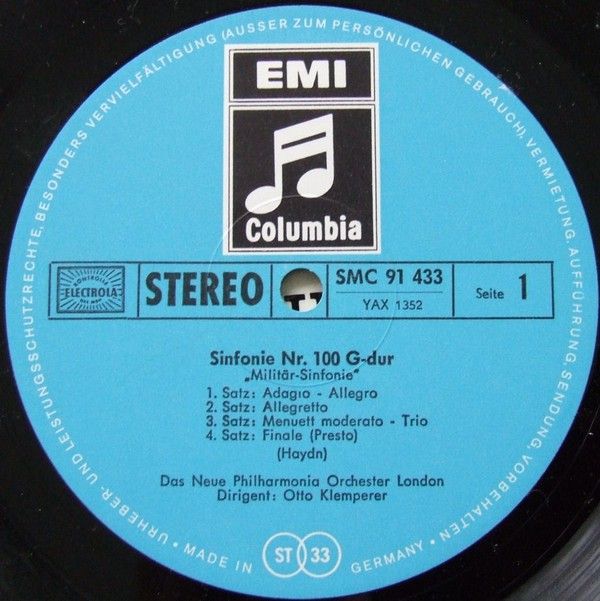 URHEBER- UND LEISTUNGSSCHUTZRECHTE, BESONDERS VERVIELFÄLTIGUNG (AUSSER ZUM PERSÖNLICHEN GEBRAUCH), VERMIETUNG, AUFFÜHRUNG, SENDUNG, VORBEHALTEN
EMI
Columbia
ELECTROLA
STEREO
SMC 91 433
YAX 1352
Seite 1
Sinfonie Nr. 100 G-dur
„Militär-Sinfonie"
1. Satz: Adagio - Allegro
2. Satz: Allegretto
3. Satz: Menuett moderato - Trio
4. Satz: Finale (Presto)
(Haydn)
Das Neue Philharmonia Orchester London
Dirigent: Otto Klemperer
• MADE IN ST 33 GERMANY •